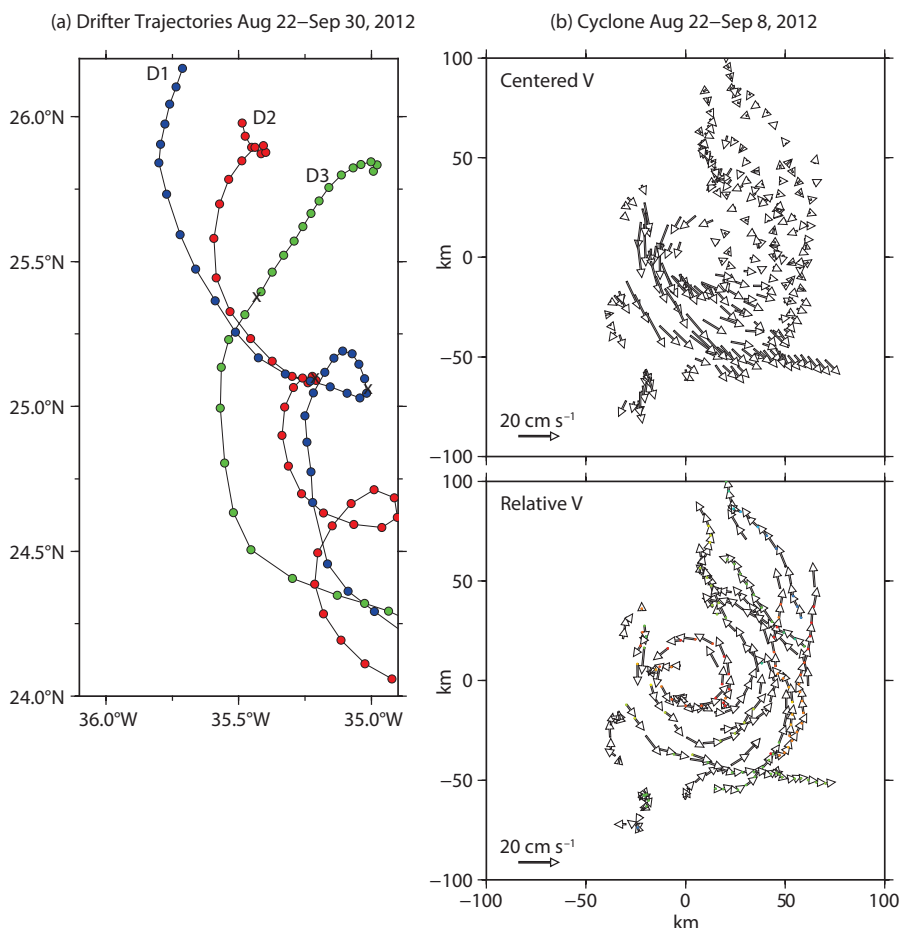 (a) Drifter Trajectories Aug 22–Sep 30, 2012
D1
D2
D3
x
x
x
26.0°N
25.5°N
25.0°N
24.5°N
24.0°N
36.0°W
35.5°W
35.0°W
(b) Cyclone Aug 22–Sep 8, 2012
Centered V
100
50
0
−50
−100
km
20 cm s⁻¹
Relative V
100
50
0
−50
−100
km
20 cm s⁻¹
−100
−50
0
50
100
km